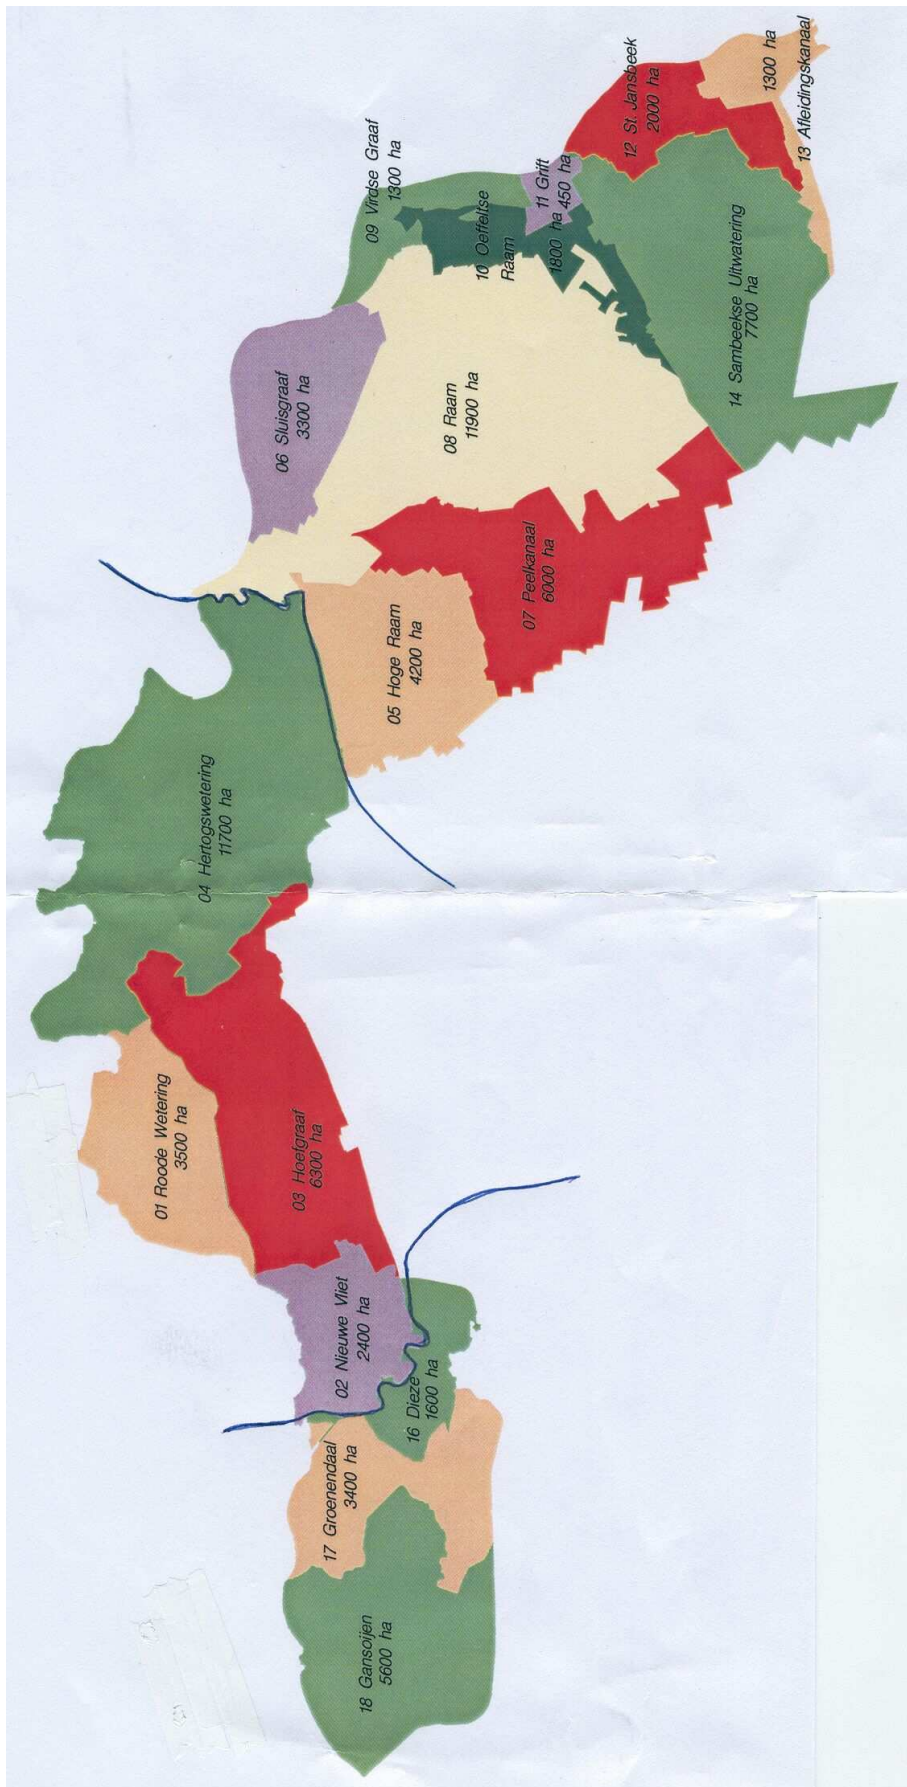 01 Roode Wetering
3500 ha
02 Nieuwe Vliet
2400 ha
03 Hoefgraaf
6300 ha
04 Hertogswetering
11700 ha
05 Hoge Raam
4200 ha
06 Sluisgraaf
3300 ha
07 Peelkanaal
6000 ha
08 Raam
11900 ha
09 Virdse Graaf
1300 ha
10 Oeffeltse
Raam
1800 ha
11 Grift
450 ha
12 St. Jansbeek
2000 ha
1300 ha
13 Afleidingskanaal
14 Sambeekse Uitwatering
7700 ha
16 Dieze
1600 ha
17 Groenendaal
3400 ha
18 Gansoijen
5600 ha